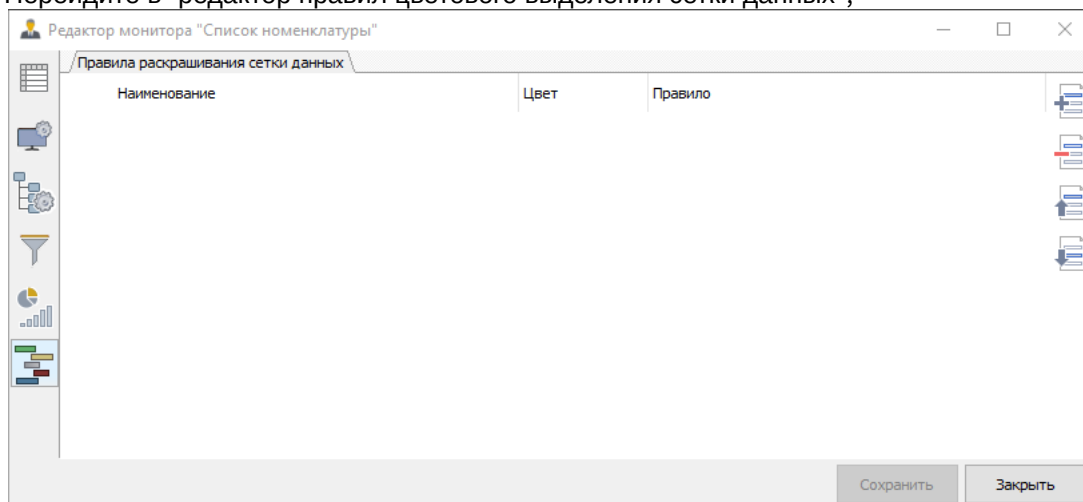 Перейдите в "редактор правил цветового выделения сетки данных",
Редактор монитора "Список номенклатуры"
Правила раскрашивания сетки данных
Наименование Цвет Правило
Сохранить Закрыть